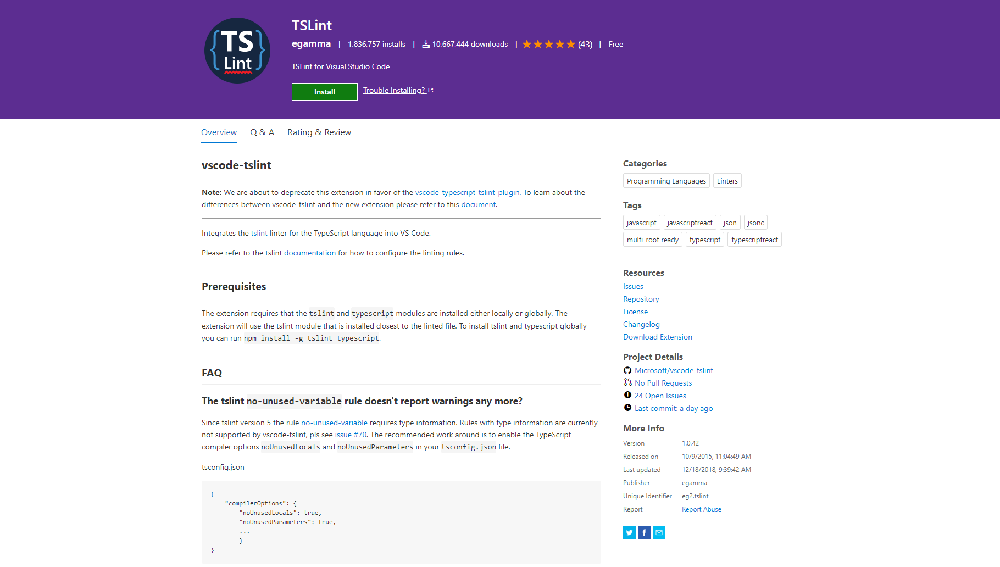 TS
Lint
TSLint
egamma | 1,836,757 installs | 10,667,444 downloads | (43) | Free
TSLint for Visual Studio Code
Install Trouble Installing?
Overview Q & A Rating & Review
vscode-tslint
Note: We are about to deprecate this extension in favor of the vscode-typescript-tslint-plugin. To learn about the
differences between vscode-tslint and the new extension please refer to this document.
Integrates the tslint linter for the TypeScript language into VS Code.
Please refer to the tslint documentation for how to configure the linting rules.
Prerequisites
The extension requires that the tslint and typescript modules are installed either locally or globally. The
extension will use the tslint module that is installed closest to the linted file. To install tslint and typescript globally
you can run npm install -g tslint typescript.
FAQ
The tslint no-unused-variable rule doesn't report warnings any more?
Since tslint version 5 the rule no-unused-variable requires type information. Rules with type information are currently
not supported by vscode-tslint, pls see issue #70. The recommended work around is to enable the TypeScript
compiler options noUnusedLocals and noUnusedParameters in your tsconfig.json file.
tsconfig.json
{
"compilerOptions": {
"noUnusedLocals": true,
"noUnusedParameters": true,
...
}
}
Categories
Programming Languages Linters
Tags
javascript javascriptreact json jsonc
multi-root ready typescript typescriptreact
Resources
Issues
Repository
License
Changelog
Download Extension
Project Details
Microsoft/vscode-tslint
No Pull Requests
24 Open Issues
Last commit: a day ago
More Info
Version 1.0.42
Released on 10/9/2015, 11:04:49 AM
Last updated 12/18/2018, 9:39:42 AM
Publisher egamma
Unique Identifier eg2.tslint
Report Report Abuse